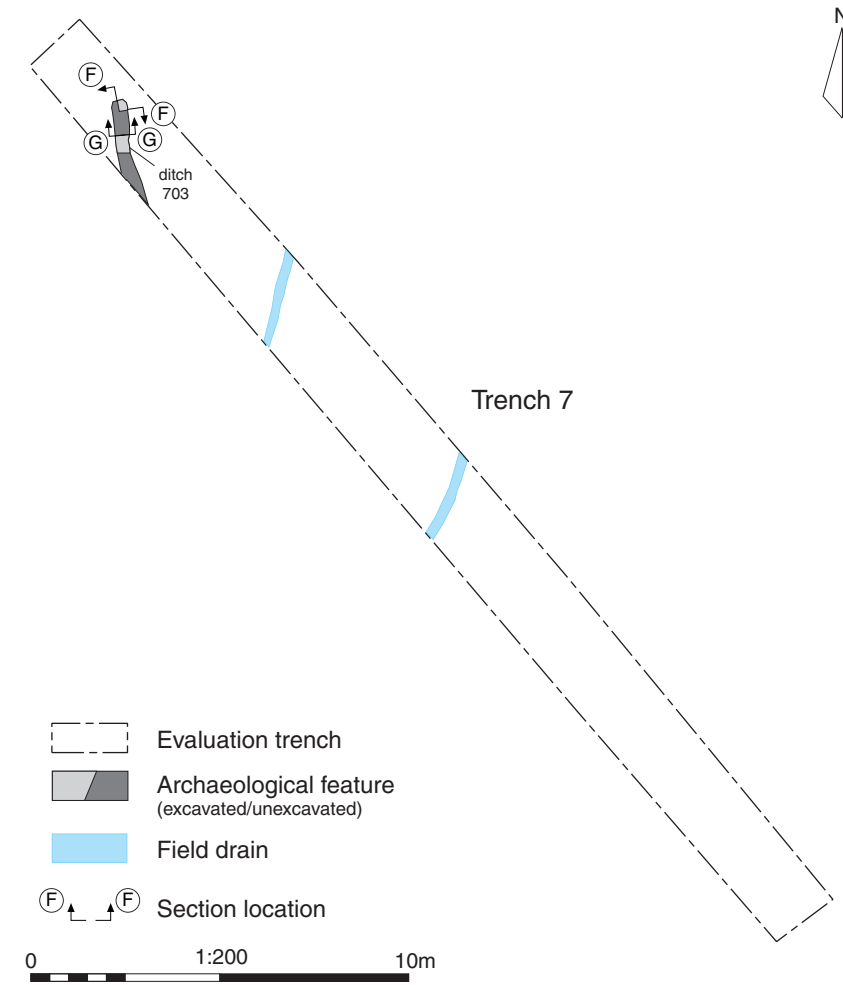 N
F
F
G
G
ditch
703
Trench 7
Evaluation trench
Archaeological feature
(excavated/unexcavated)
Field drain
F F Section location
0 1:200 10m